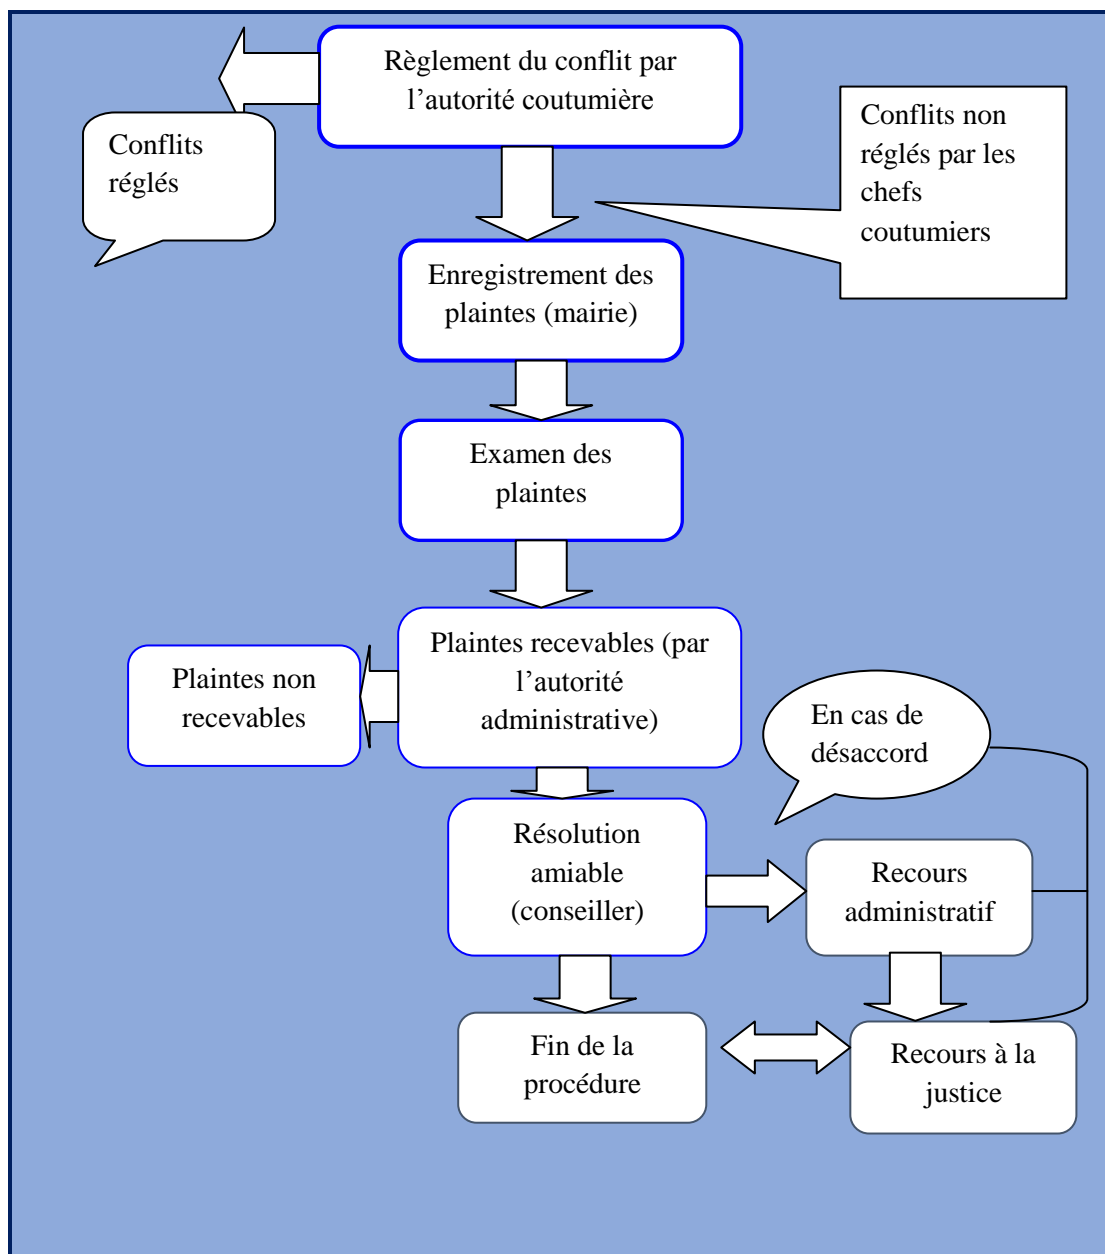 Règlement du conflit par
l’autorité coutumière
Conflits
réglés
Conflits non
réglés par les
chefs
coutumiers
Enregistrement des
plaintes (mairie)
Examen des
plaintes
Plaintes recevables (par
l’autorité
administrative)
Plaintes non
recevables
En cas de
désaccord
Résolution
amiable
(conseiller)
Recours
administratif
Fin de la
procédure
Recours à la
justice